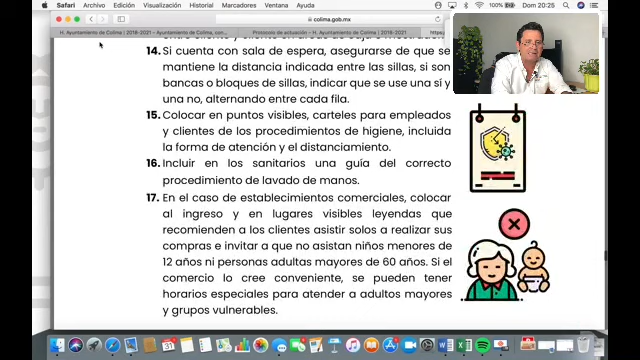 Safari Archivo Edición Visualización Historial Marcadores Ventana Ayuda 100% Dom 20:25
colima.gob.mx
H. Ayuntamiento de Colima | 2018-2021 – Ayuntamiento de Colima, con... Protocolo de actuación – H. Ayuntamiento de Colima | 2018-2021 https:/
14. Si cuenta con sala de espera, asegurarse de que se
mantiene la distancia indicada entre las sillas, si son
bancas o bloques de sillas, indicar que se use una sí y
una no, alternando entre cada fila.
15. Colocar en puntos visibles, carteles para empleados
y clientes de los procedimientos de higiene, incluida
la forma de atención y el distanciamiento.
16. Incluir en los sanitarios una guía del correcto
procedimiento de lavado de manos.
17. En el caso de establecimientos comerciales, colocar
al ingreso y en lugares visibles leyendas que
recomienden a los clientes asistir solos a realizar sus
compras e invitar a que no asistan niños menores de
12 años ni personas adultas mayores de 60 años. Si el
comercio lo cree conveniente, se pueden tener
horarios especiales para atender a adultos mayores
y grupos vulnerables.